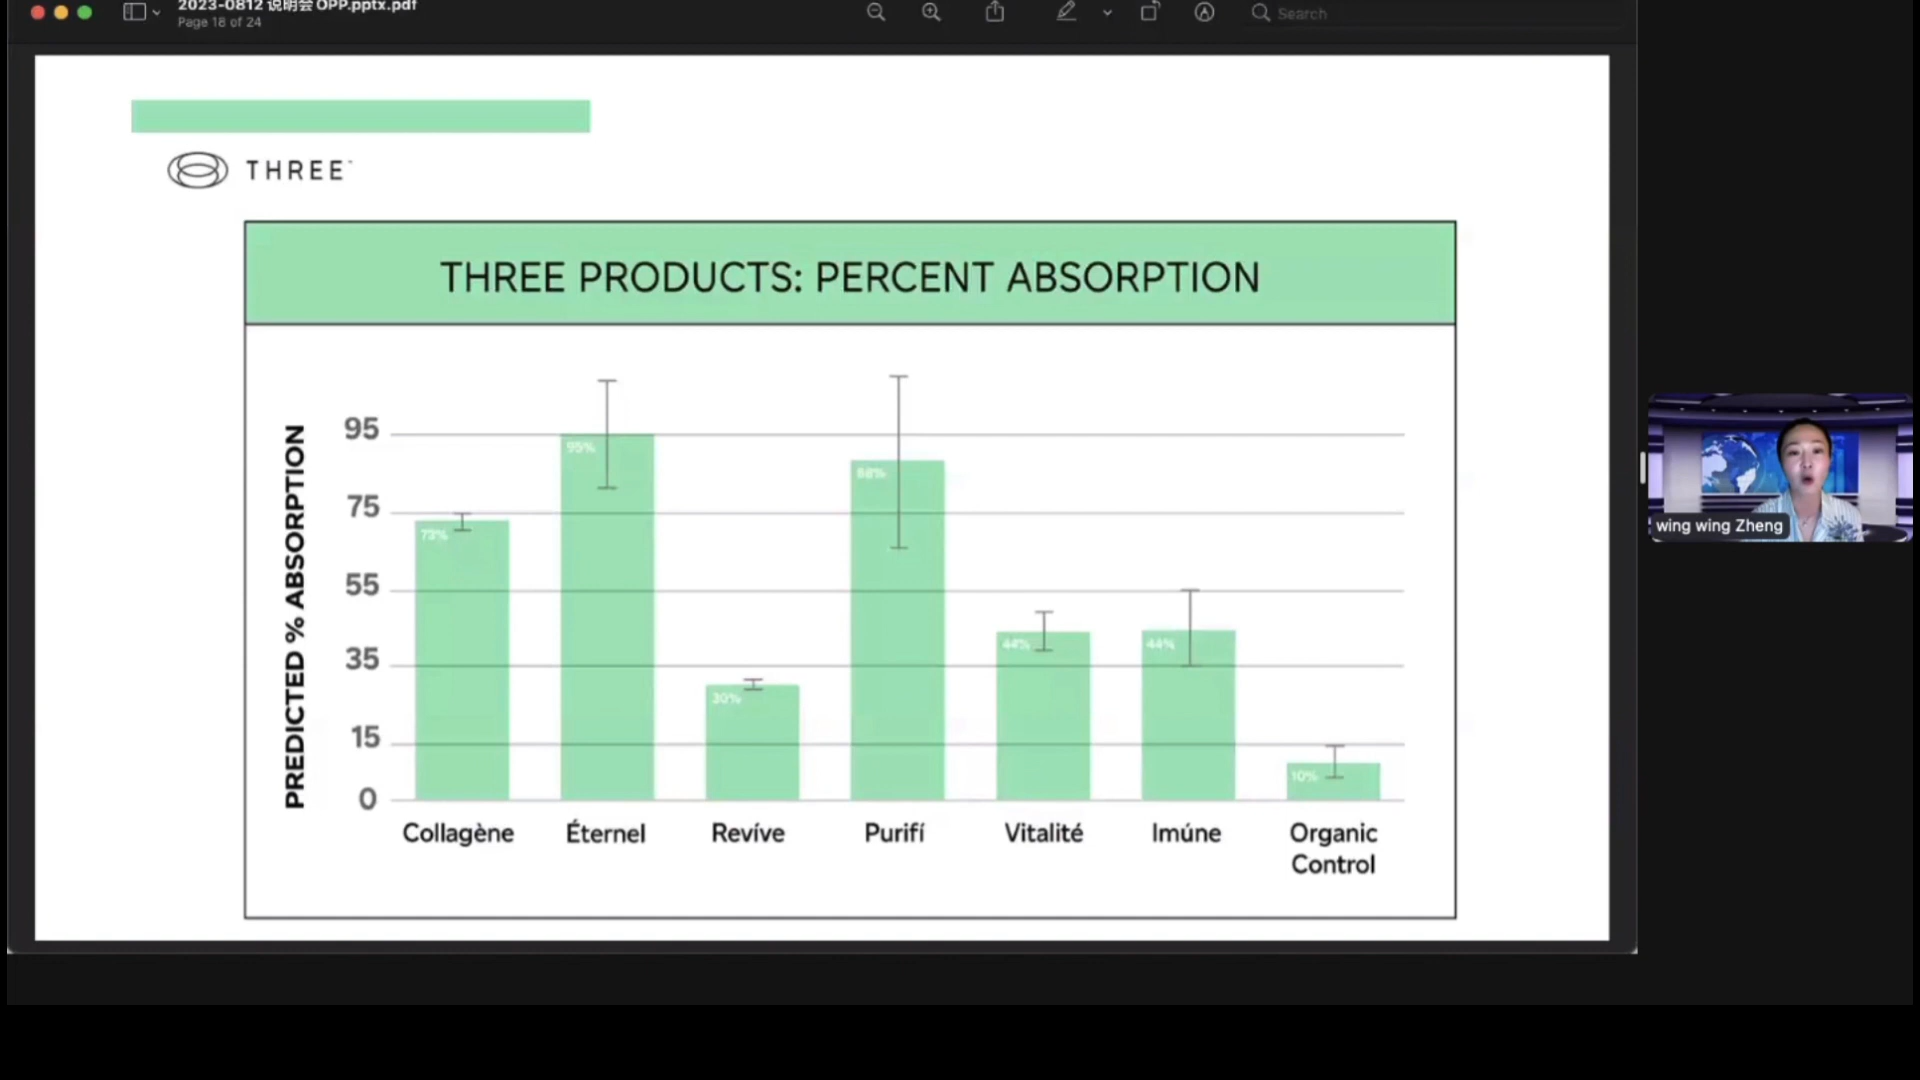 2023-0812 说明会 OPP.pptx.pdf
Page 18 of 24
Search
THREE
THREE PRODUCTS: PERCENT ABSORPTION
PREDICTED % ABSORPTION
95
75
55
35
15
0
73%
95%
30%
88%
44%
44%
10%
Collagène
Éternel
Revíve
Purifí
Vitalité
Imúne
Organic
Control
wing wing Zheng